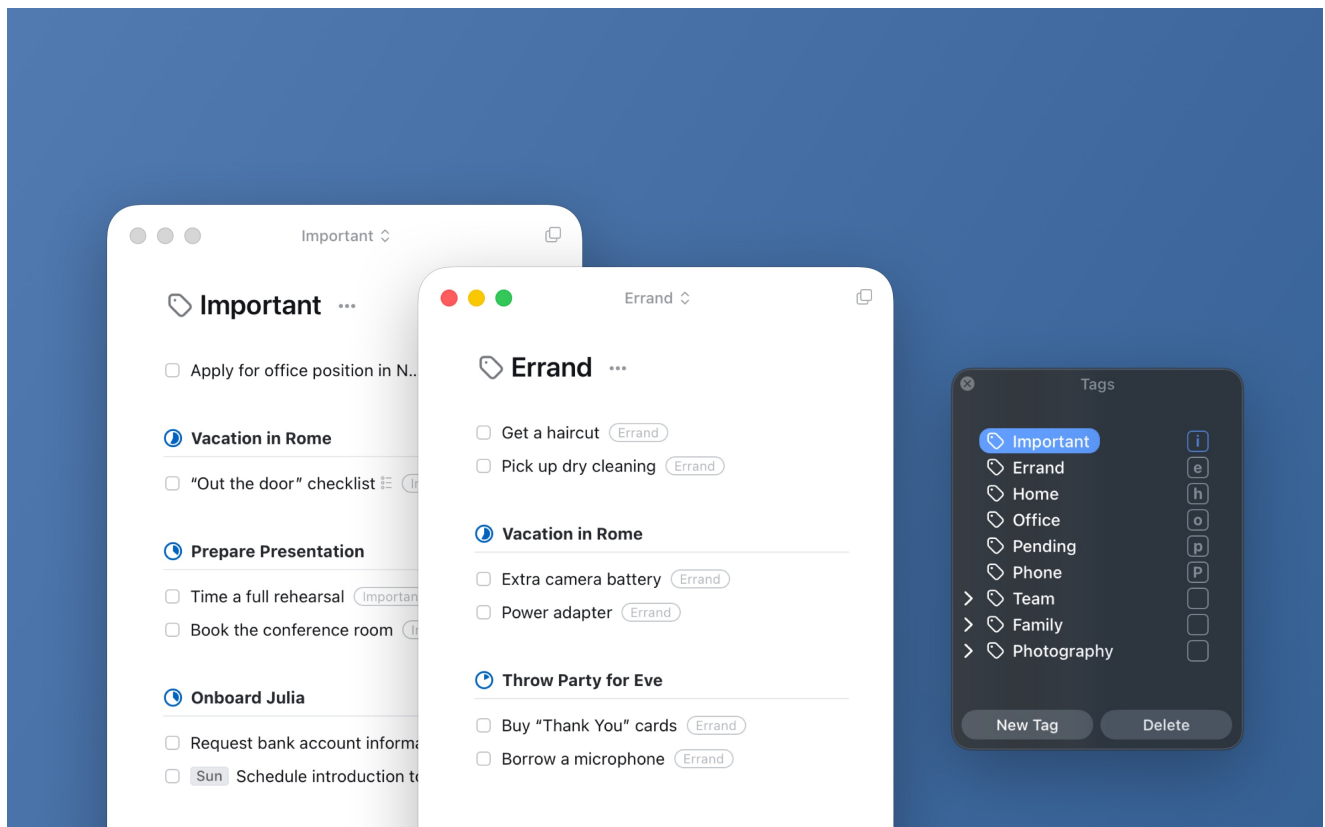 Important
Important
Apply for office position in N...
Vacation in Rome
“Out the door” checklist
Prepare Presentation
Time a full rehearsal
Book the conference room
Onboard Julia
Request bank account
Sun Schedule introduction
Errand
Errand
Get a haircut Errand
Pick up dry cleaning Errand
Vacation in Rome
Extra camera battery Errand
Power adapter Errand
Throw Party for Eve
Buy “Thank You” cards Errand
Borrow a microphone Errand
Tags
Important i
Errand e
Home h
Office o
Pending p
Phone P
Team
Family
Photography
New Tag Delete